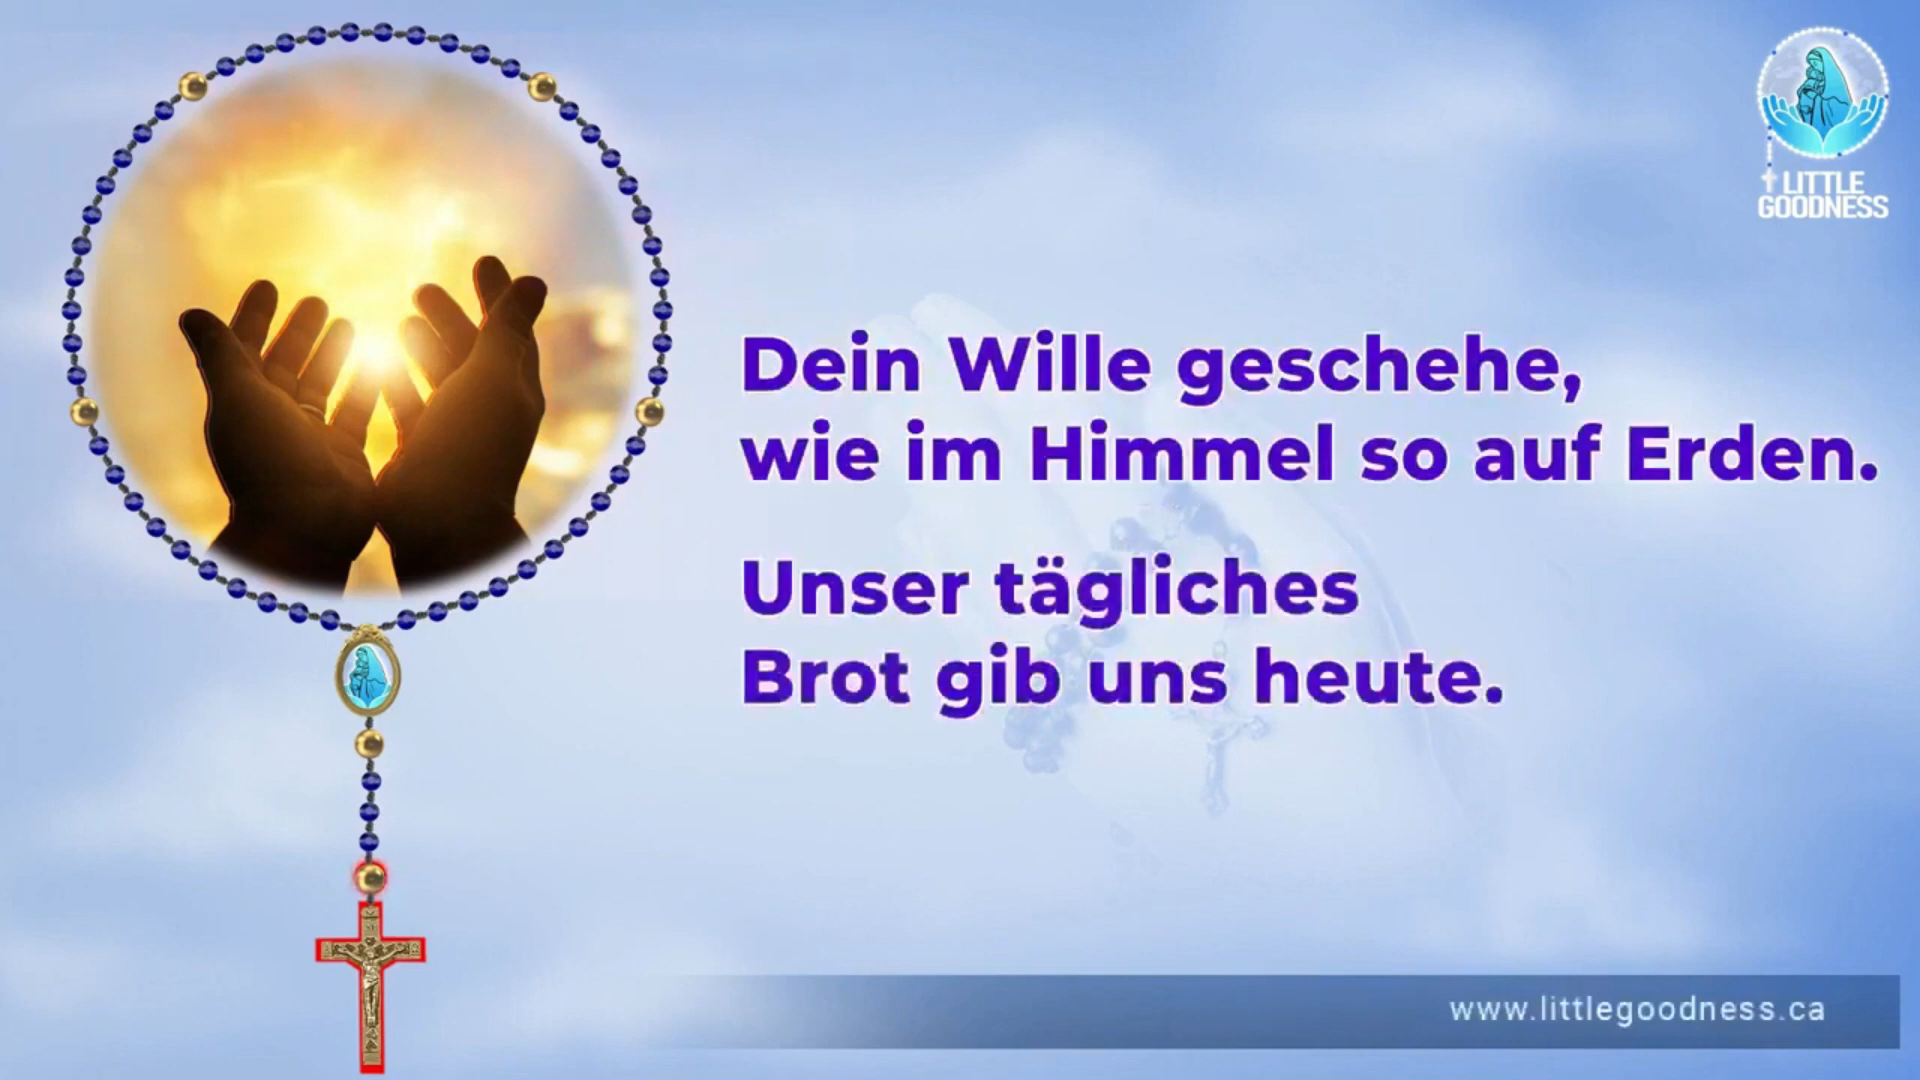 LITTLE
GOODNESS
Dein Wille geschehe,
wie im Himmel so auf Erden.
Unser tägliches
Brot gib uns heute.
www.littlegoodness.ca